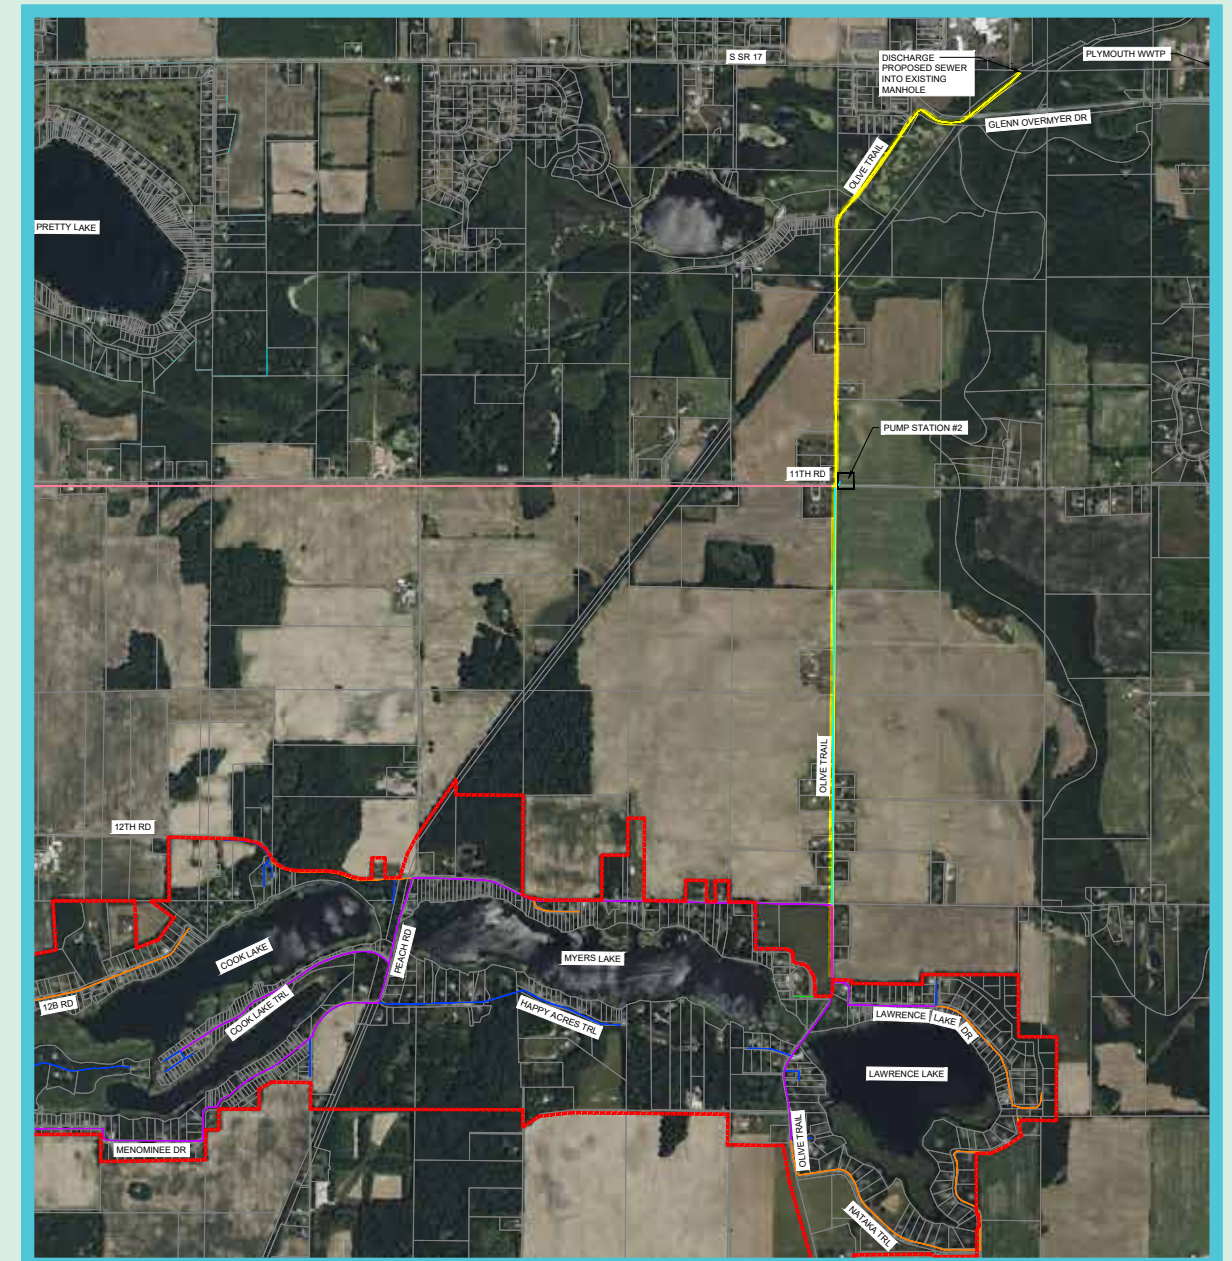 S SR 17
DISCHARGE
PROPOSED SEWER
INTO EXISTING
MANHOLE
PLYMOUTH WWTP
GLENN OVERMYER DR
OLIVE TRAIL
PRETTY LAKE
PUMP STATION #2
11TH RD
OLIVE TRAIL
12TH RD
COOK LAKE
PEACH RD
MYERS LAKE
12B RD
COOK LAKE TRL
HAPPY ACRES TRL
LAWRENCE LAKE DR
LAWRENCE LAKE
MENOMINEE DR
OLIVE TRAIL
NATAKA TRL